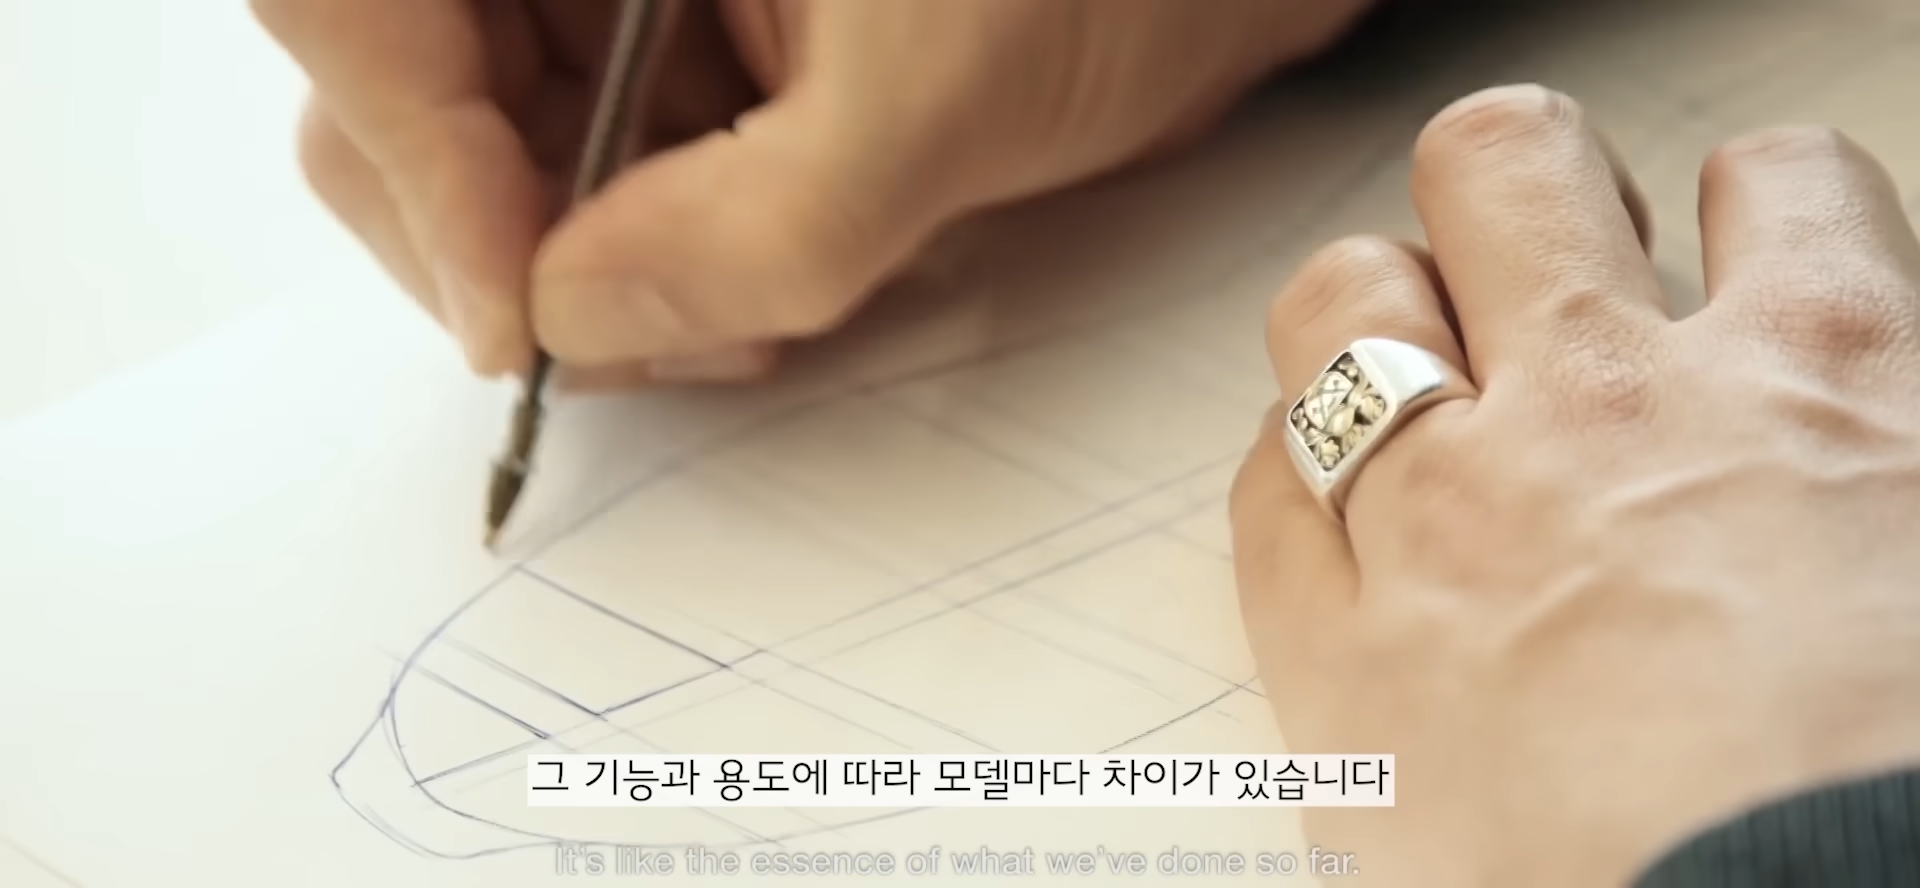 그 기능과 용도에 따라 모델마다 차이가 있습니다
It's like the essence of what we've done so far.